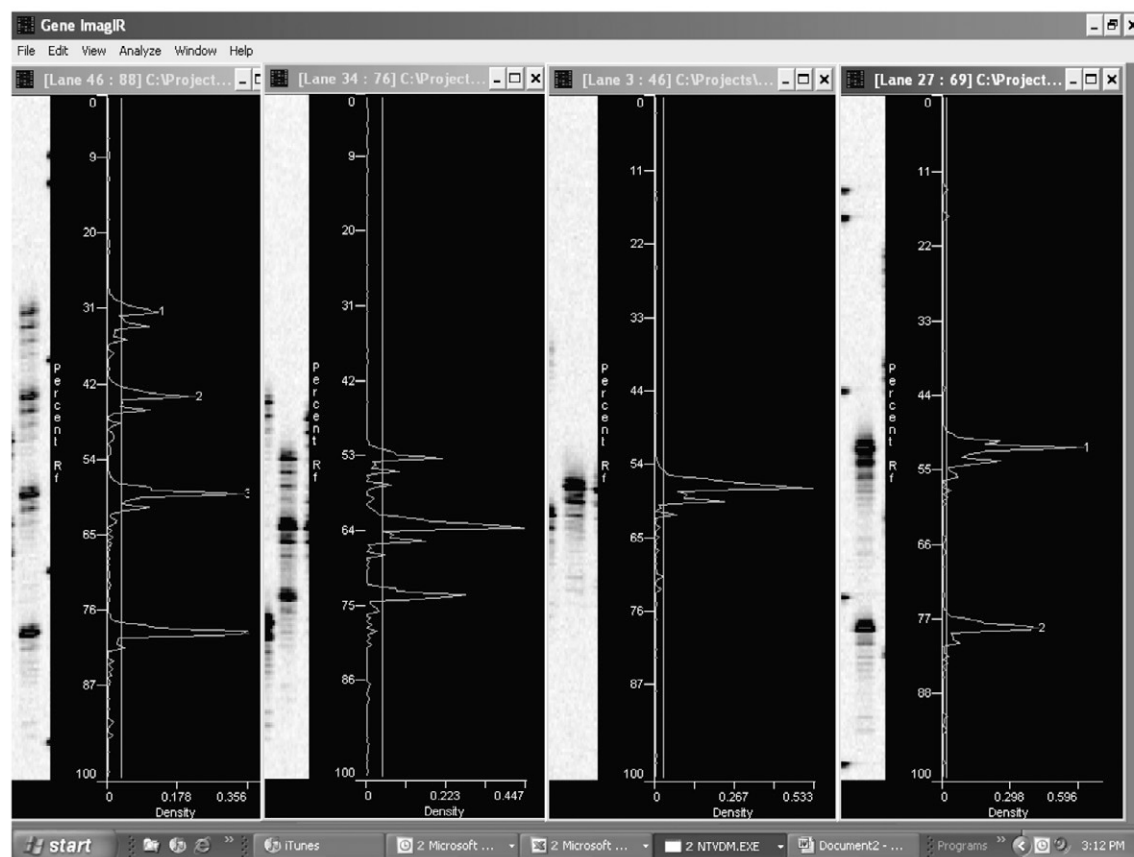 Gene ImagIR
File Edit View Analyze Window Help
[Lane 46 : 88] C:\Project...
0
9
20
31
42
54
65
76
87
100
Percent Rf
1
2
3
0 0.178 0.356
Density
[Lane 34 : 76] C:\Project...
0
9
20
31
42
53
64
75
86
100
Percent Rf
0 0.223 0.447
Density
[Lane 3 : 46] C:\Projects\...
0
11
22
33
44
54
65
76
87
100
Percent Rf
0 0.267 0.533
Density
[Lane 27 : 69] C:\Project...
0
11
22
33
44
55
66
77
88
100
Percent Rf
1
2
0 0.298 0.596
Density
start » iTunes 2 Microsoft ... 2 Microsoft ... 2 NTVDM.EXE Document2 - ... Programs » 3:12 PM